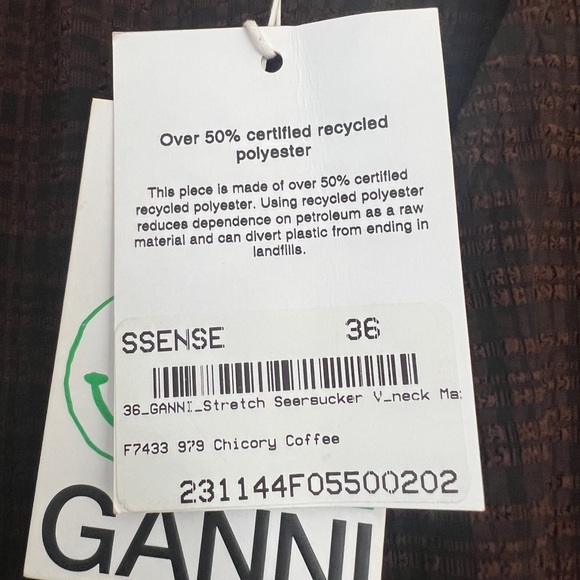 Over 50% certified recycled
polyester
This piece is made of over 50% certified
recycled polyester. Using recycled polyester
reduces dependence on petroleum as a raw
material and can divert plastic from ending in
landfills.
SSENSE 36
36_GANNI_Stretch Seersucker V_neck Ma
F7433 979 Chicory Coffee
231144F05500202
GANNI